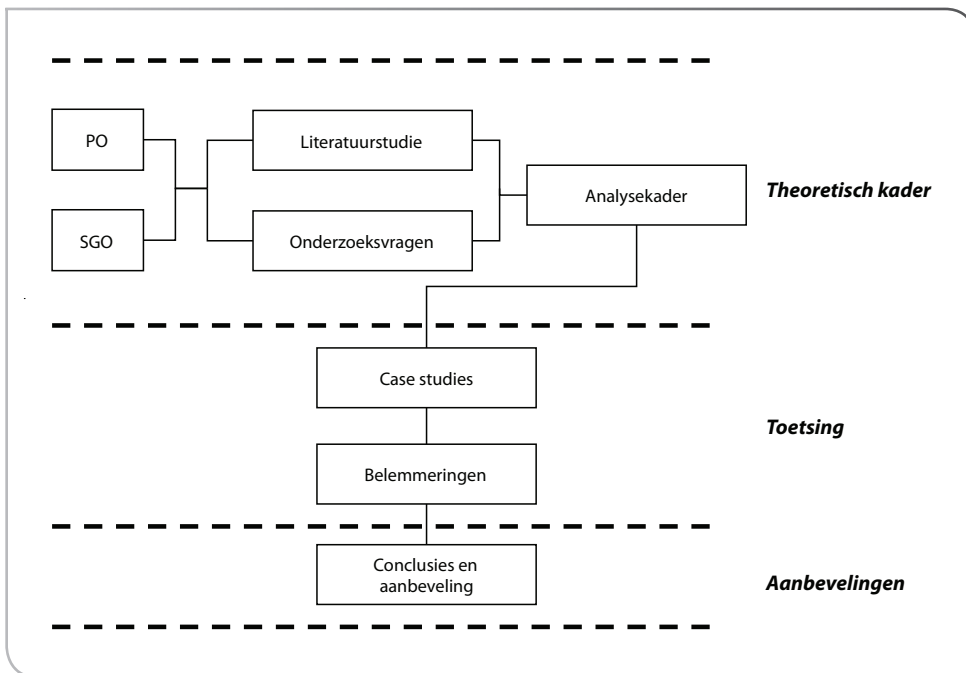 PO
Literatuurstudie
Analysekader
Theoretisch kader
SGO
Onderzoeksvragen
Case studies
Toetsing
Belemmeringen
Conclusies en
aanbeveling
Aanbevelingen